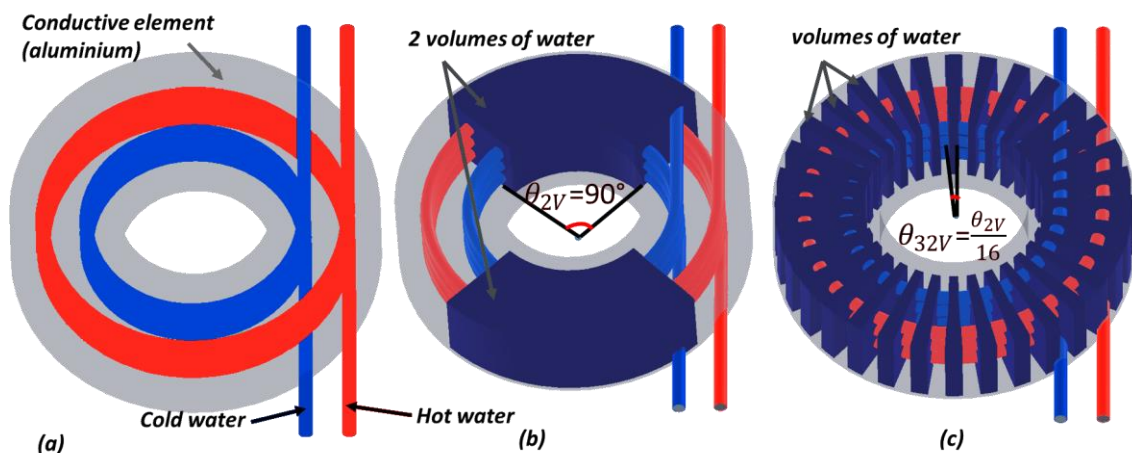 Conductive element
(aluminium)
Cold water
Hot water
(a)
2 volumes of water
θ2V=90°
(b)
volumes of water
θ32V=θ2V/16
(c)